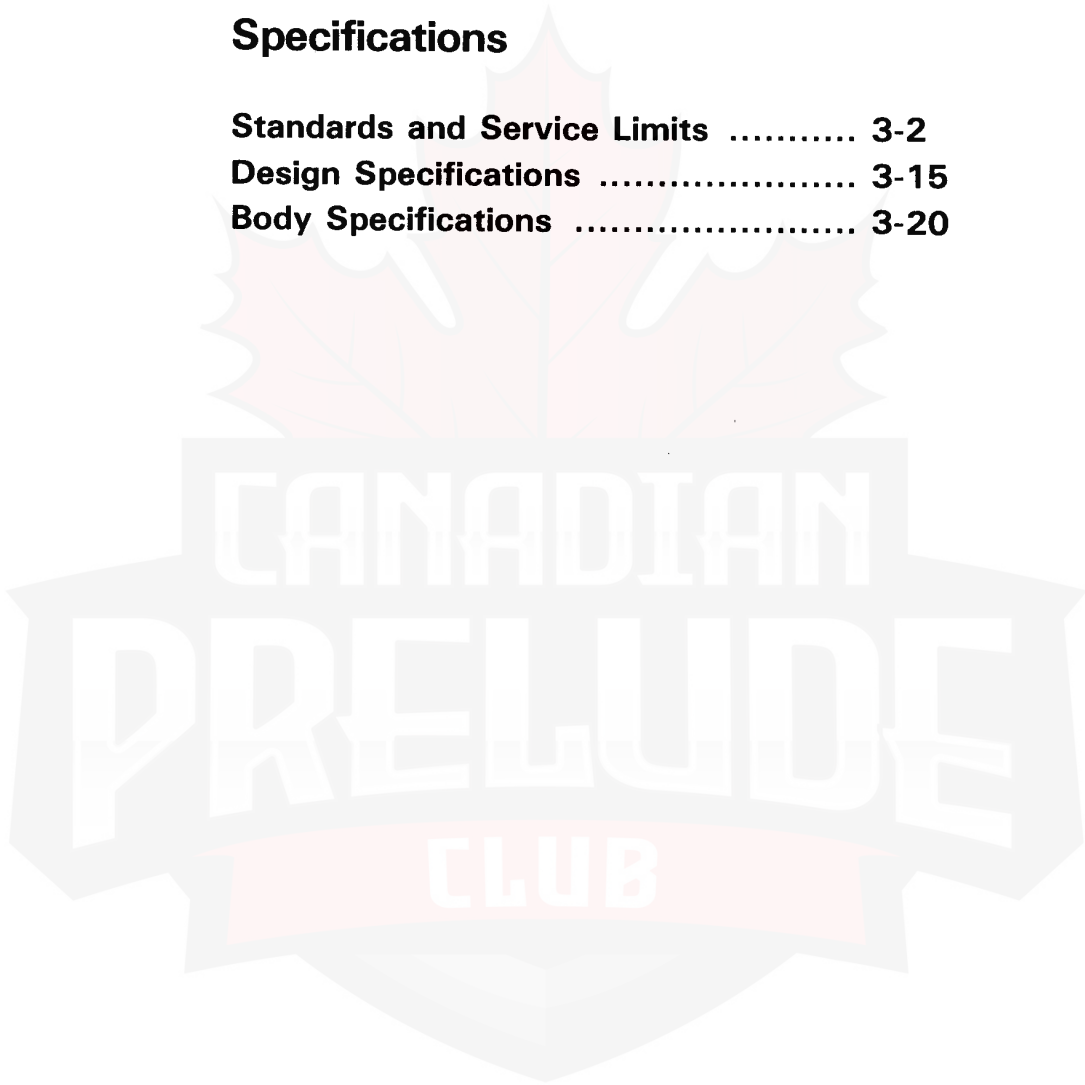 Specifications
Standards and Service Limits ........... 3-2
Design Specifications ...................... 3-15
Body Specifications ........................ 3-20
CANADIAN
PRELUDE
CLUB